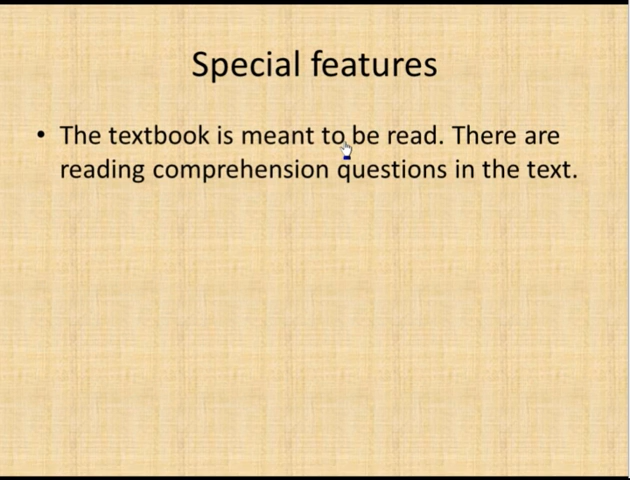 Special features
• The textbook is meant to be read. There are
reading comprehension questions in the text.